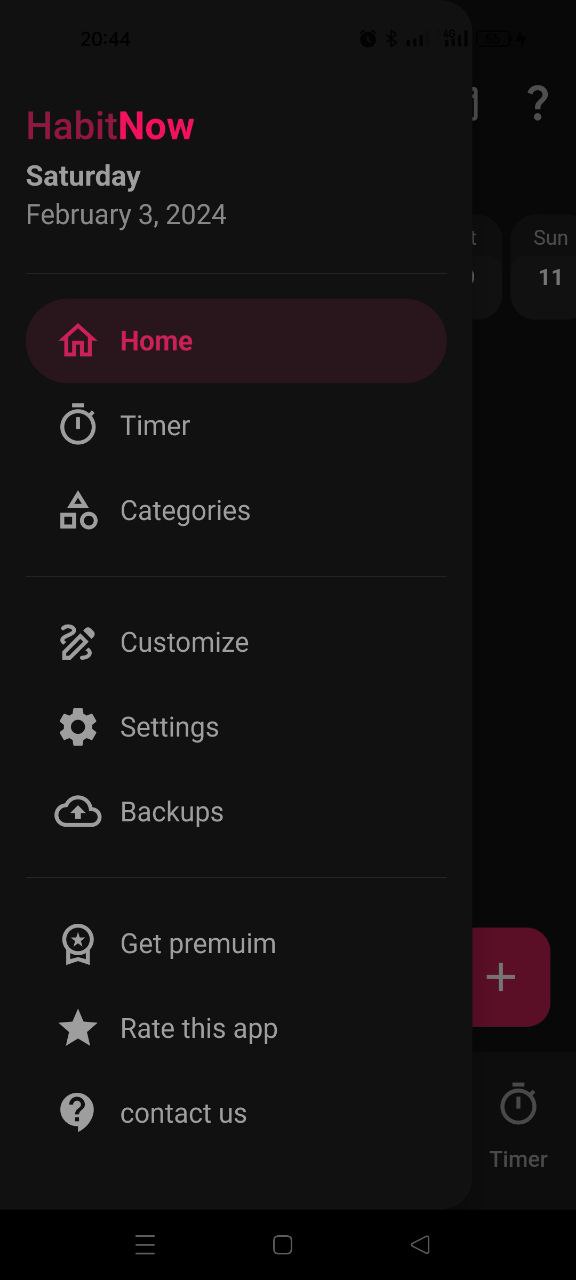 20:44
HabitNow
Saturday
February 3, 2024
Sun
11
Home
Timer
Categories
Customize
Settings
Backups
Get premuim
Rate this app
contact us
Timer